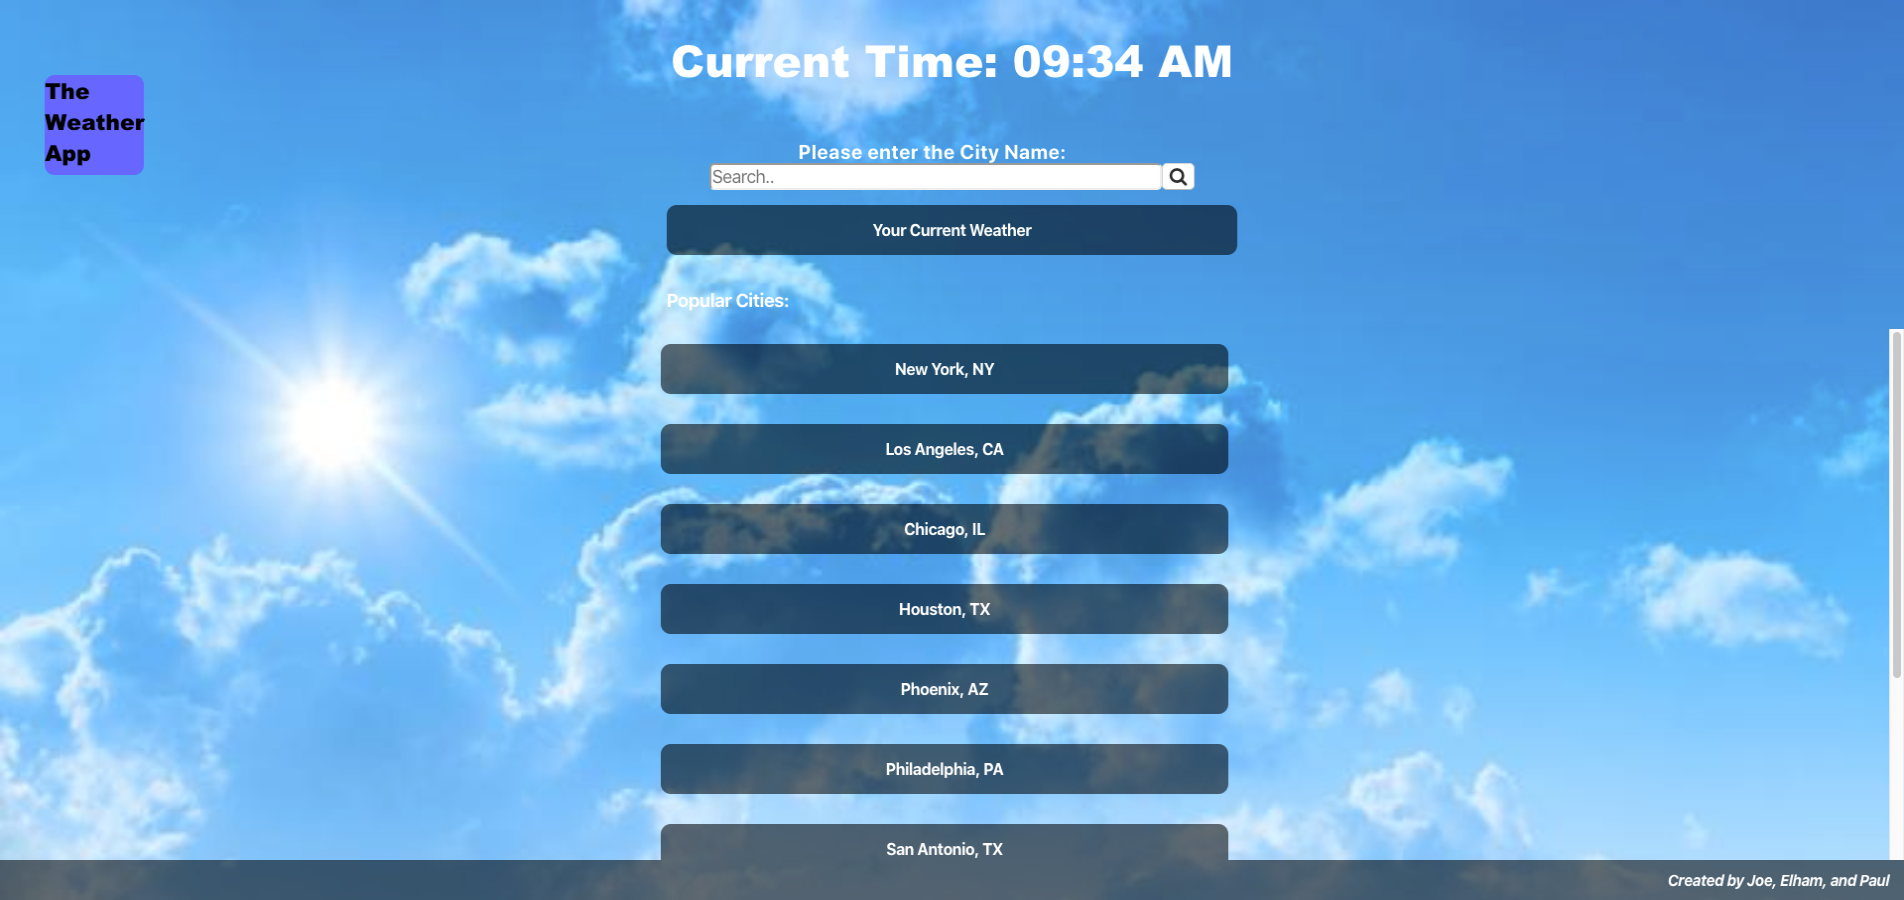 Current Time: 09:34 AM
The
Weather
App
Please enter the City Name:
Search..
Your Current Weather
Popular Cities:
New York, NY
Los Angeles, CA
Chicago, IL
Houston, TX
Phoenix, AZ
Philadelphia, PA
San Antonio, TX
Created by Joe, Elham, and Paul